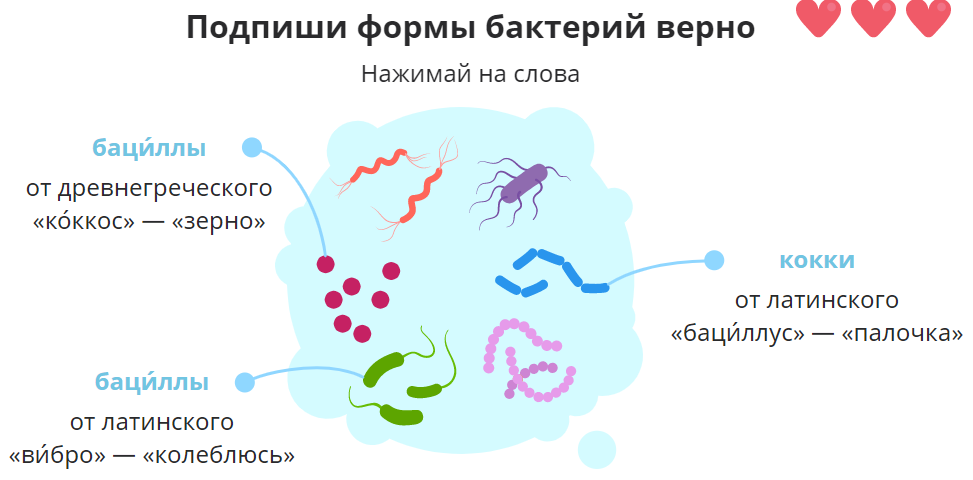 Подпиши формы бактерий верно
Нажимай на слова
баци́ллы
от древнегреческого
«ко́ккос» — «зерно»
кокки
от латинского
«баци́ллус» — «палочка»
баци́ллы
от латинского
«ви́бро» — «колеблюсь»